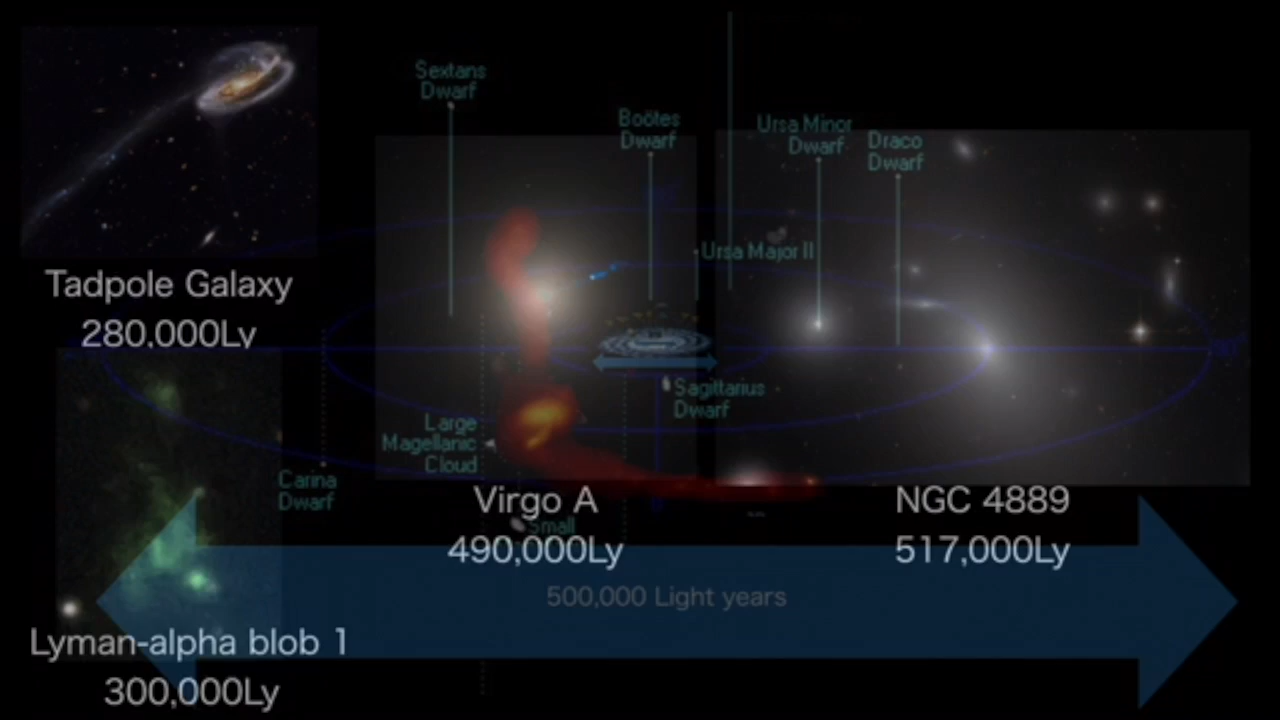 Sextans
Dwarf
Boötes
Dwarf
Ursa Minor
Dwarf
Draco
Dwarf
Ursa Major II
Tadpole Galaxy
280,000Ly
Sagittarius
Dwarf
Large
Magellanic
Cloud
Carina
Dwarf
Virgo A
490,000Ly
NGC 4889
517,000Ly
Small
500,000 Light years
Lyman-alpha blob 1
300,000Ly